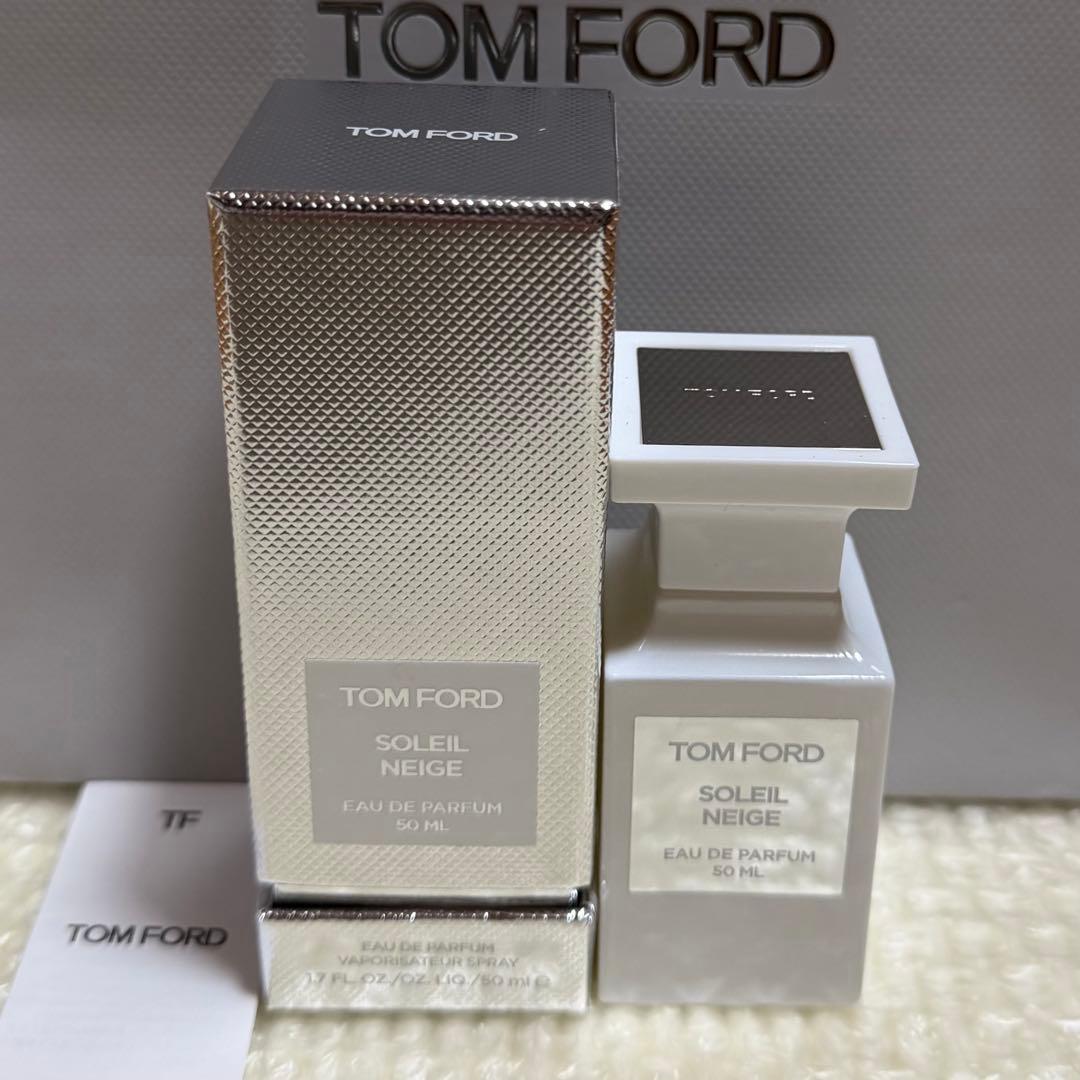 TOM FORD
TOM FORD
TOM FORD
TOM FORD
SOLEIL
NEIGE
EAU DE PARFUM
50 ML
EAU DE PARFUM
VAPORISATEUR SPRAY
1.7 FL.OZ./OZ. LIQ./50 ml e
TOM FORD
SOLEIL
NEIGE
EAU DE PARFUM
50 ML
TF
TOM FORD